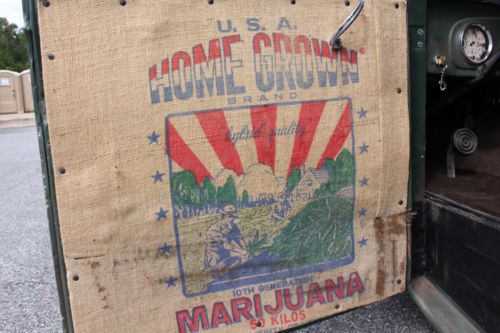 U.S.A.
HOME GROWN
BRAND
hybrid quality
10TH GENERATION
MARIJUANA
50 KILOS